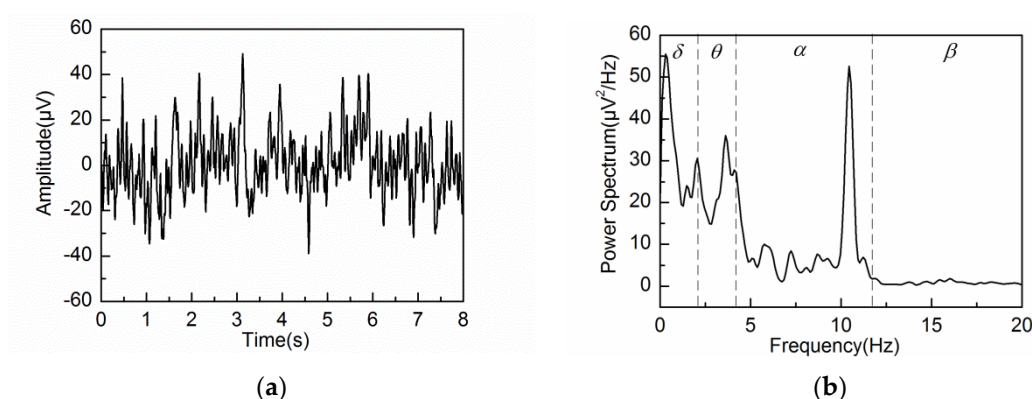 60
40
20
0
-20
-40
-60
0 1 2 3 4 5 6 7 8
Amplitude(μV)
Time(s)
(a)
60
50
40
30
20
10
0
0 5 10 15 20
δ θ α β
Power Spectrum(μV²/Hz)
Frequency(Hz)
(b)